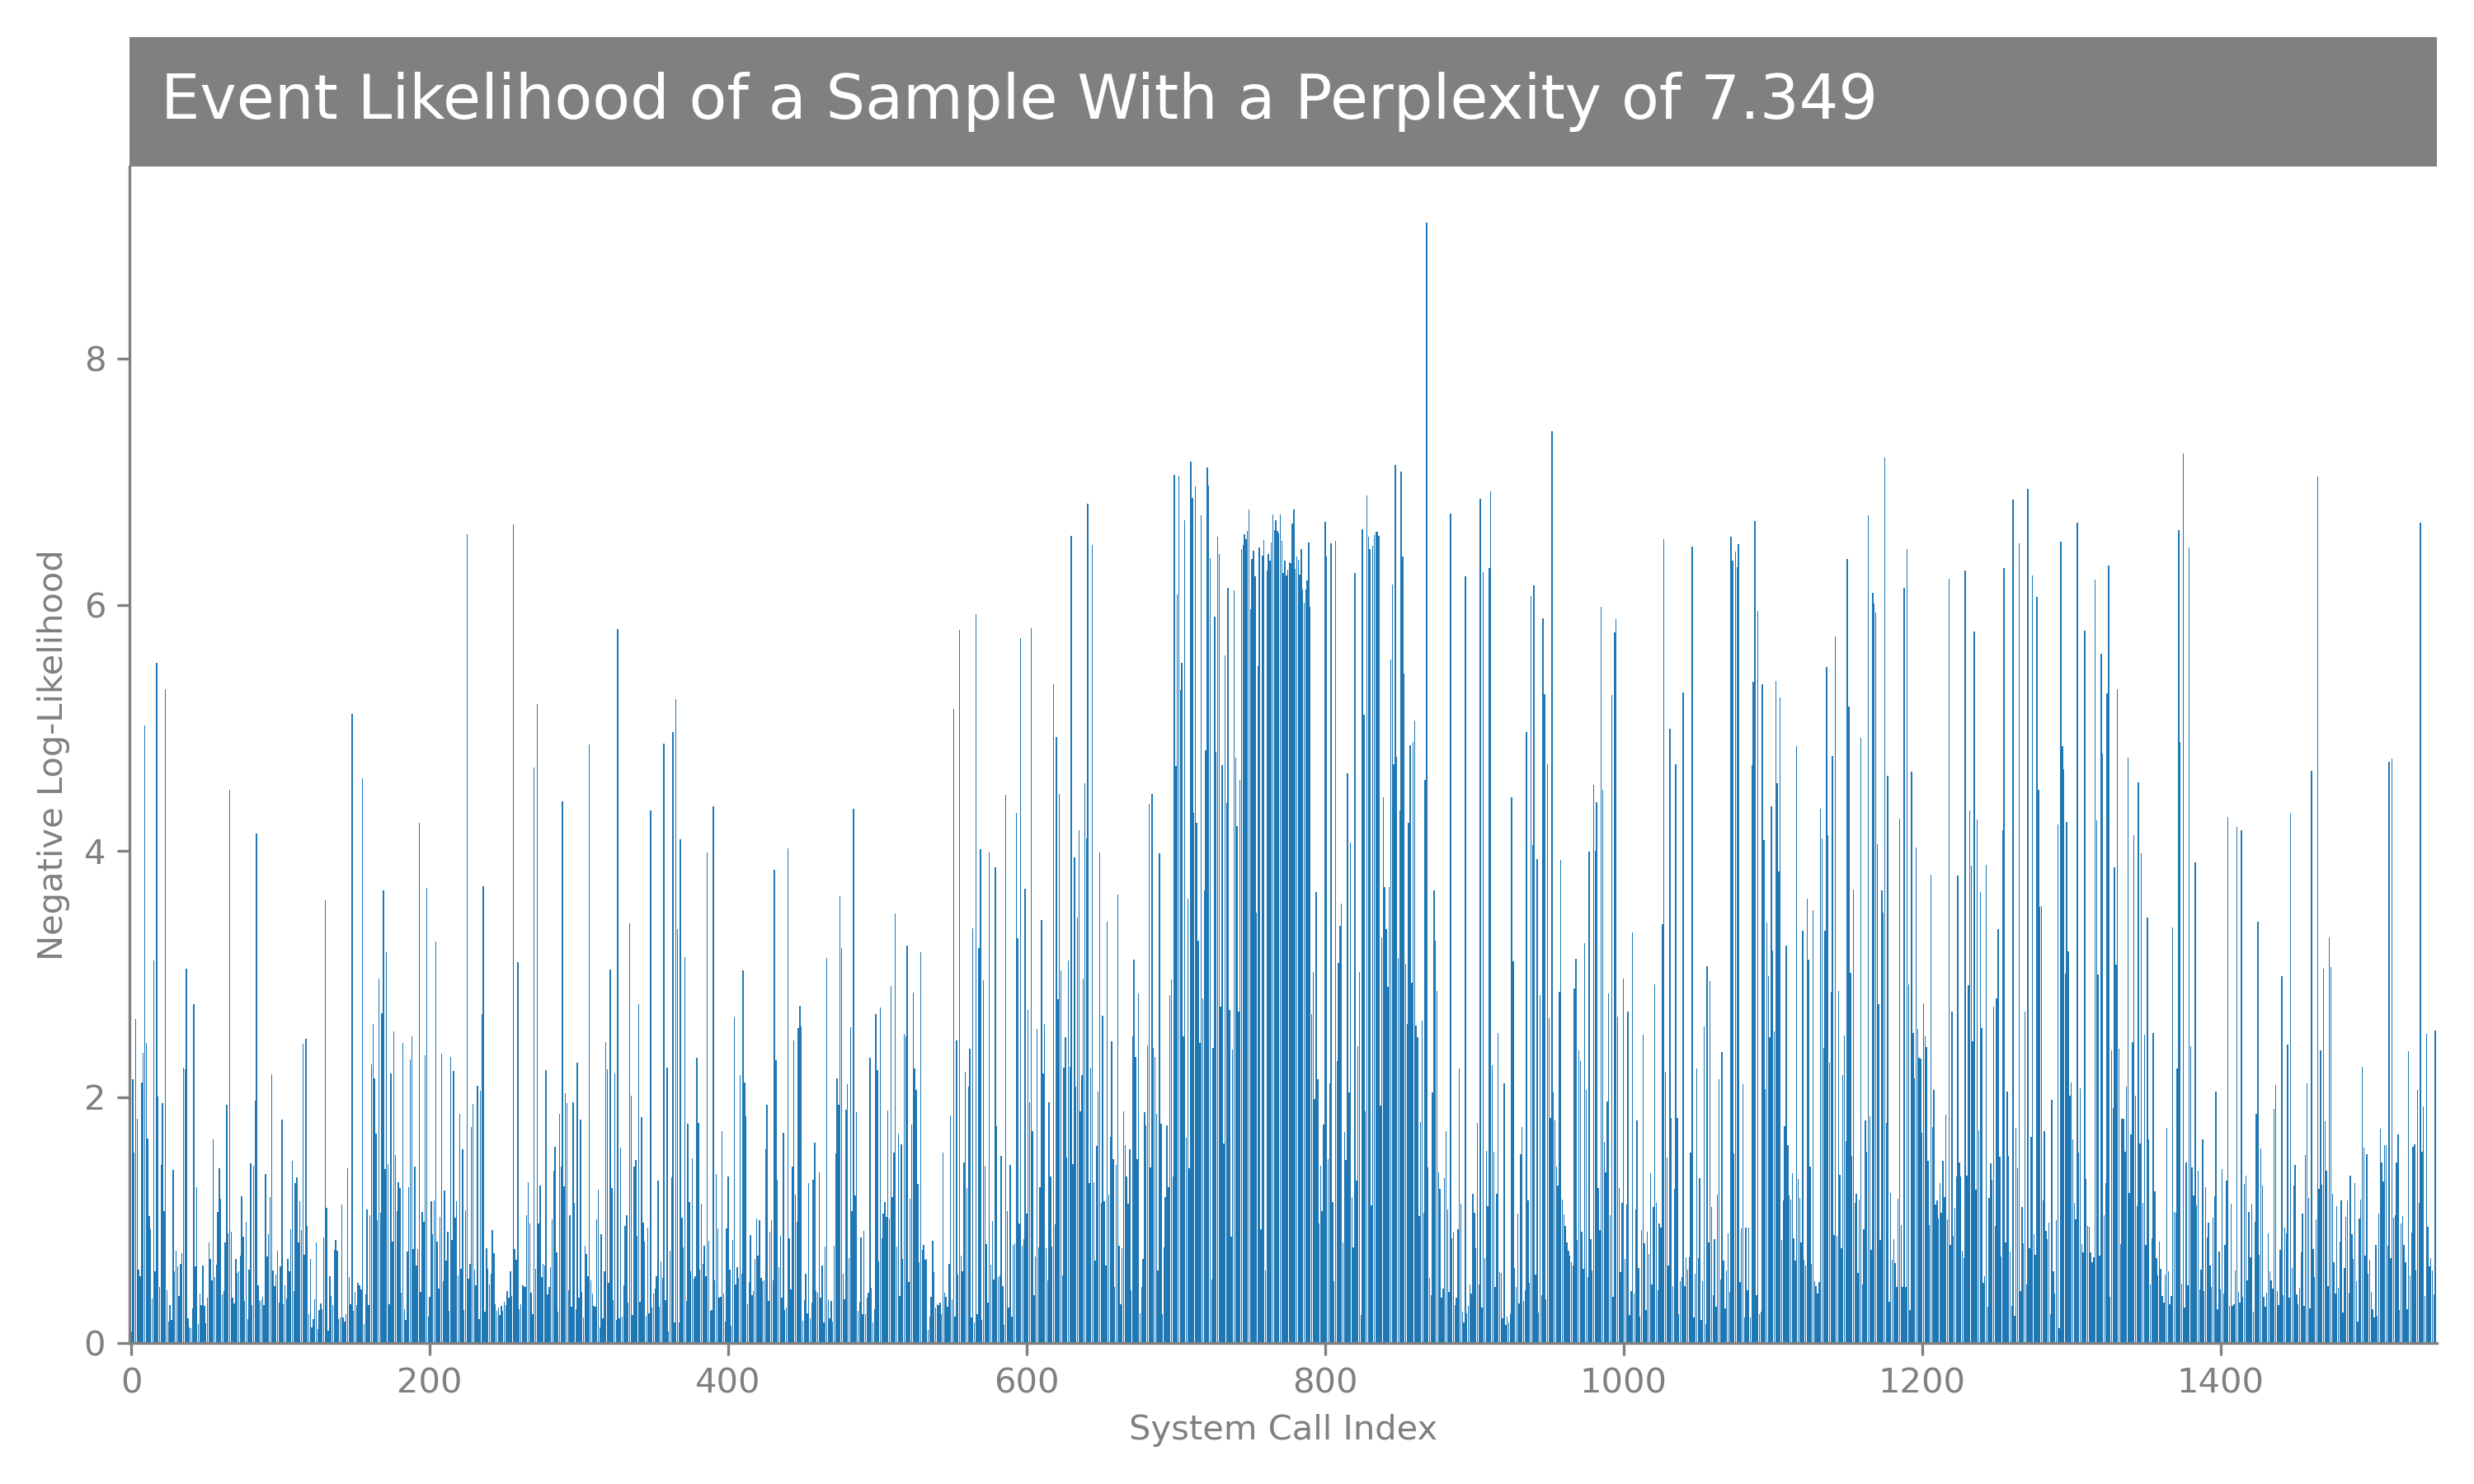 Event Likelihood of a Sample With a Perplexity of 7.349
8
6
4
2
0
Negative Log-Likelihood
0 200 400 600 800 1000 1200 1400
System Call Index